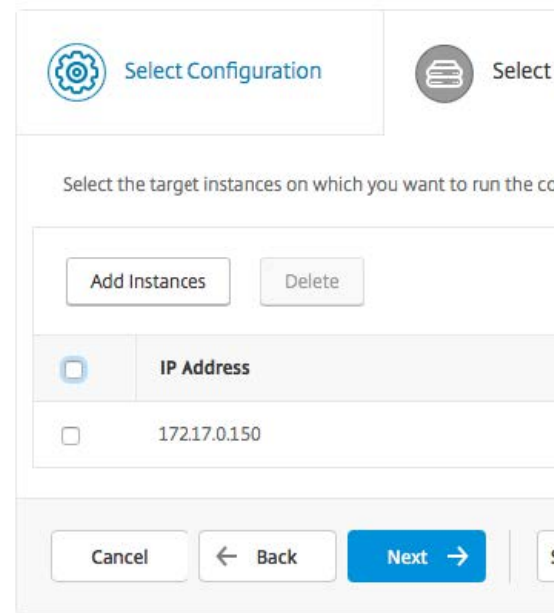 Select Configuration
Select
Select the target instances on which you want to run the
Add Instances
Delete
IP Address
172.17.0.150
Cancel
Back
Next